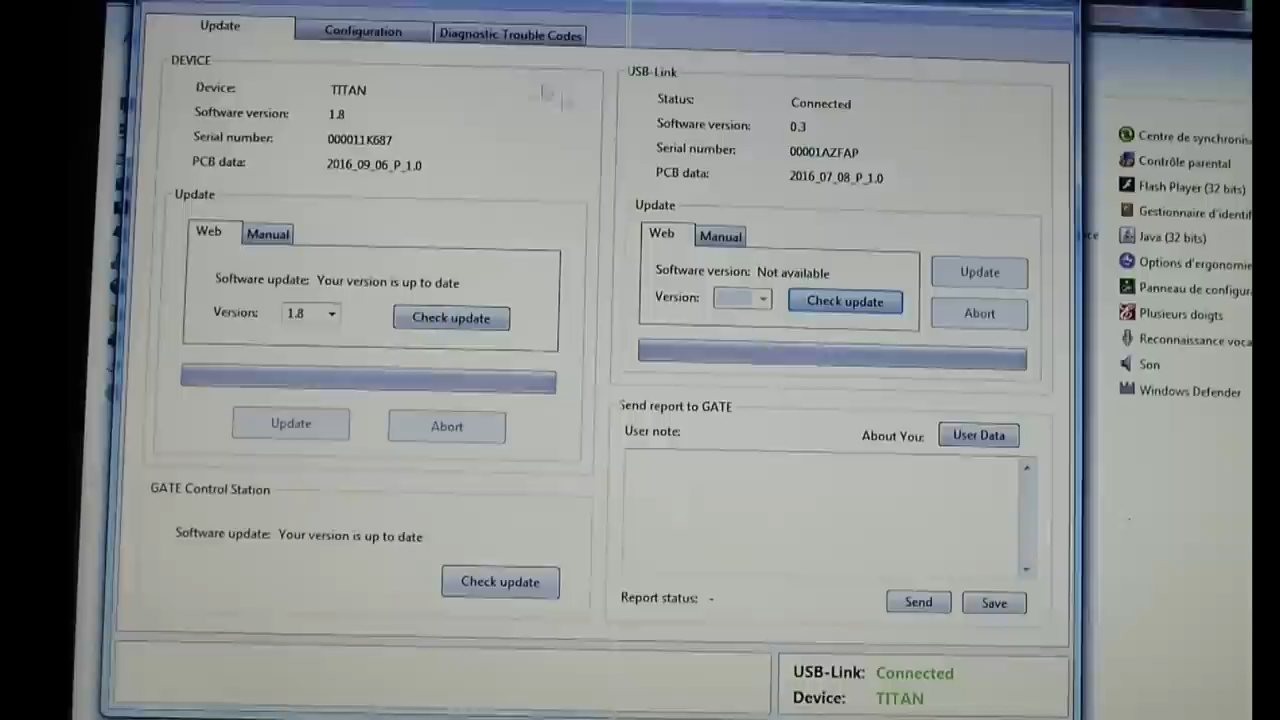 Update
Configuration
Diagnostic Trouble Codes
DEVICE
Device: TITAN
Software version: 1.8
Serial number: 000011K687
PCB data: 2016_09_06_P_1.0
Update
Web
Manual
Software update: Your version is up to date
Version: 1.8
Check update
Update
Abort
GATE Control Station
Software update: Your version is up to date
Check update
USB-Link
Status: Connected
Software version: 0.3
Serial number: 00001AZFAP
PCB data: 2016_07_08_P_1.0
Update
Web
Manual
Software version: Not available
Version:
Check update
Update
Abort
Send report to GATE
User note:
About You:
User Data
Report status: -
Send
Save
USB-Link: Connected
Device: TITAN
Centre de synchronis
Contrôle parental
Flash Player (32 bits)
Gestionnaire d'identif
Java (32 bits)
Options d'ergonomie
Panneau de configura
Plusieurs doigts
Reconnaissance voca
Son
Windows Defender